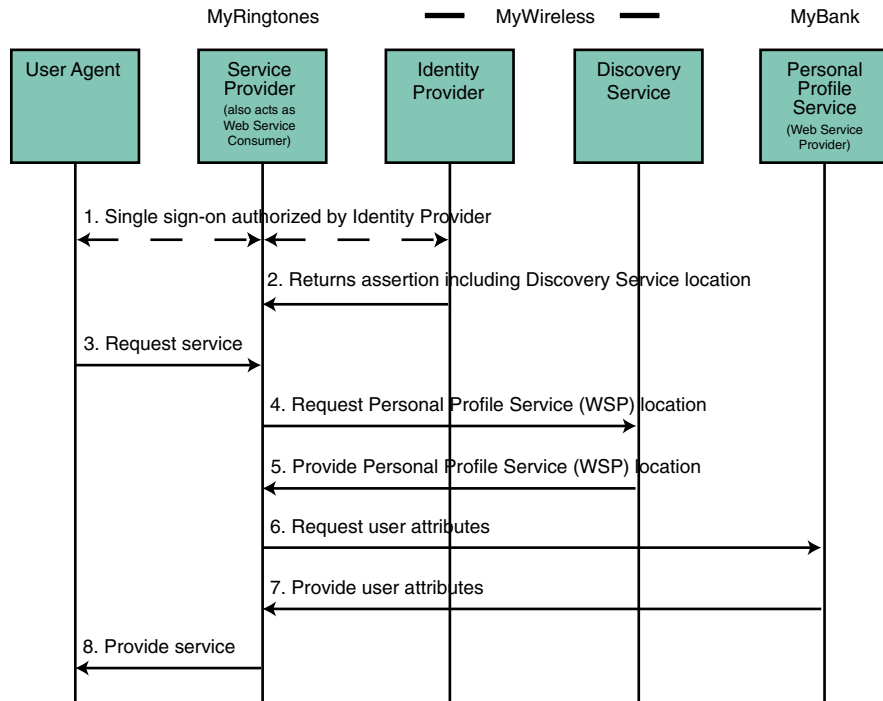 MyRingtones
MyWireless
MyBank
User Agent
Service
Provider
(also acts as
Web Service
Consumer)
Identity
Provider
Discovery
Service
Personal
Profile
Service
(Web Service
Provider)
1. Single sign-on authorized by Identity Provider
2. Returns assertion including Discovery Service location
3. Request service
4. Request Personal Profile Service (WSP) location
5. Provide Personal Profile Service (WSP) location
6. Request user attributes
7. Provide user attributes
8. Provide service